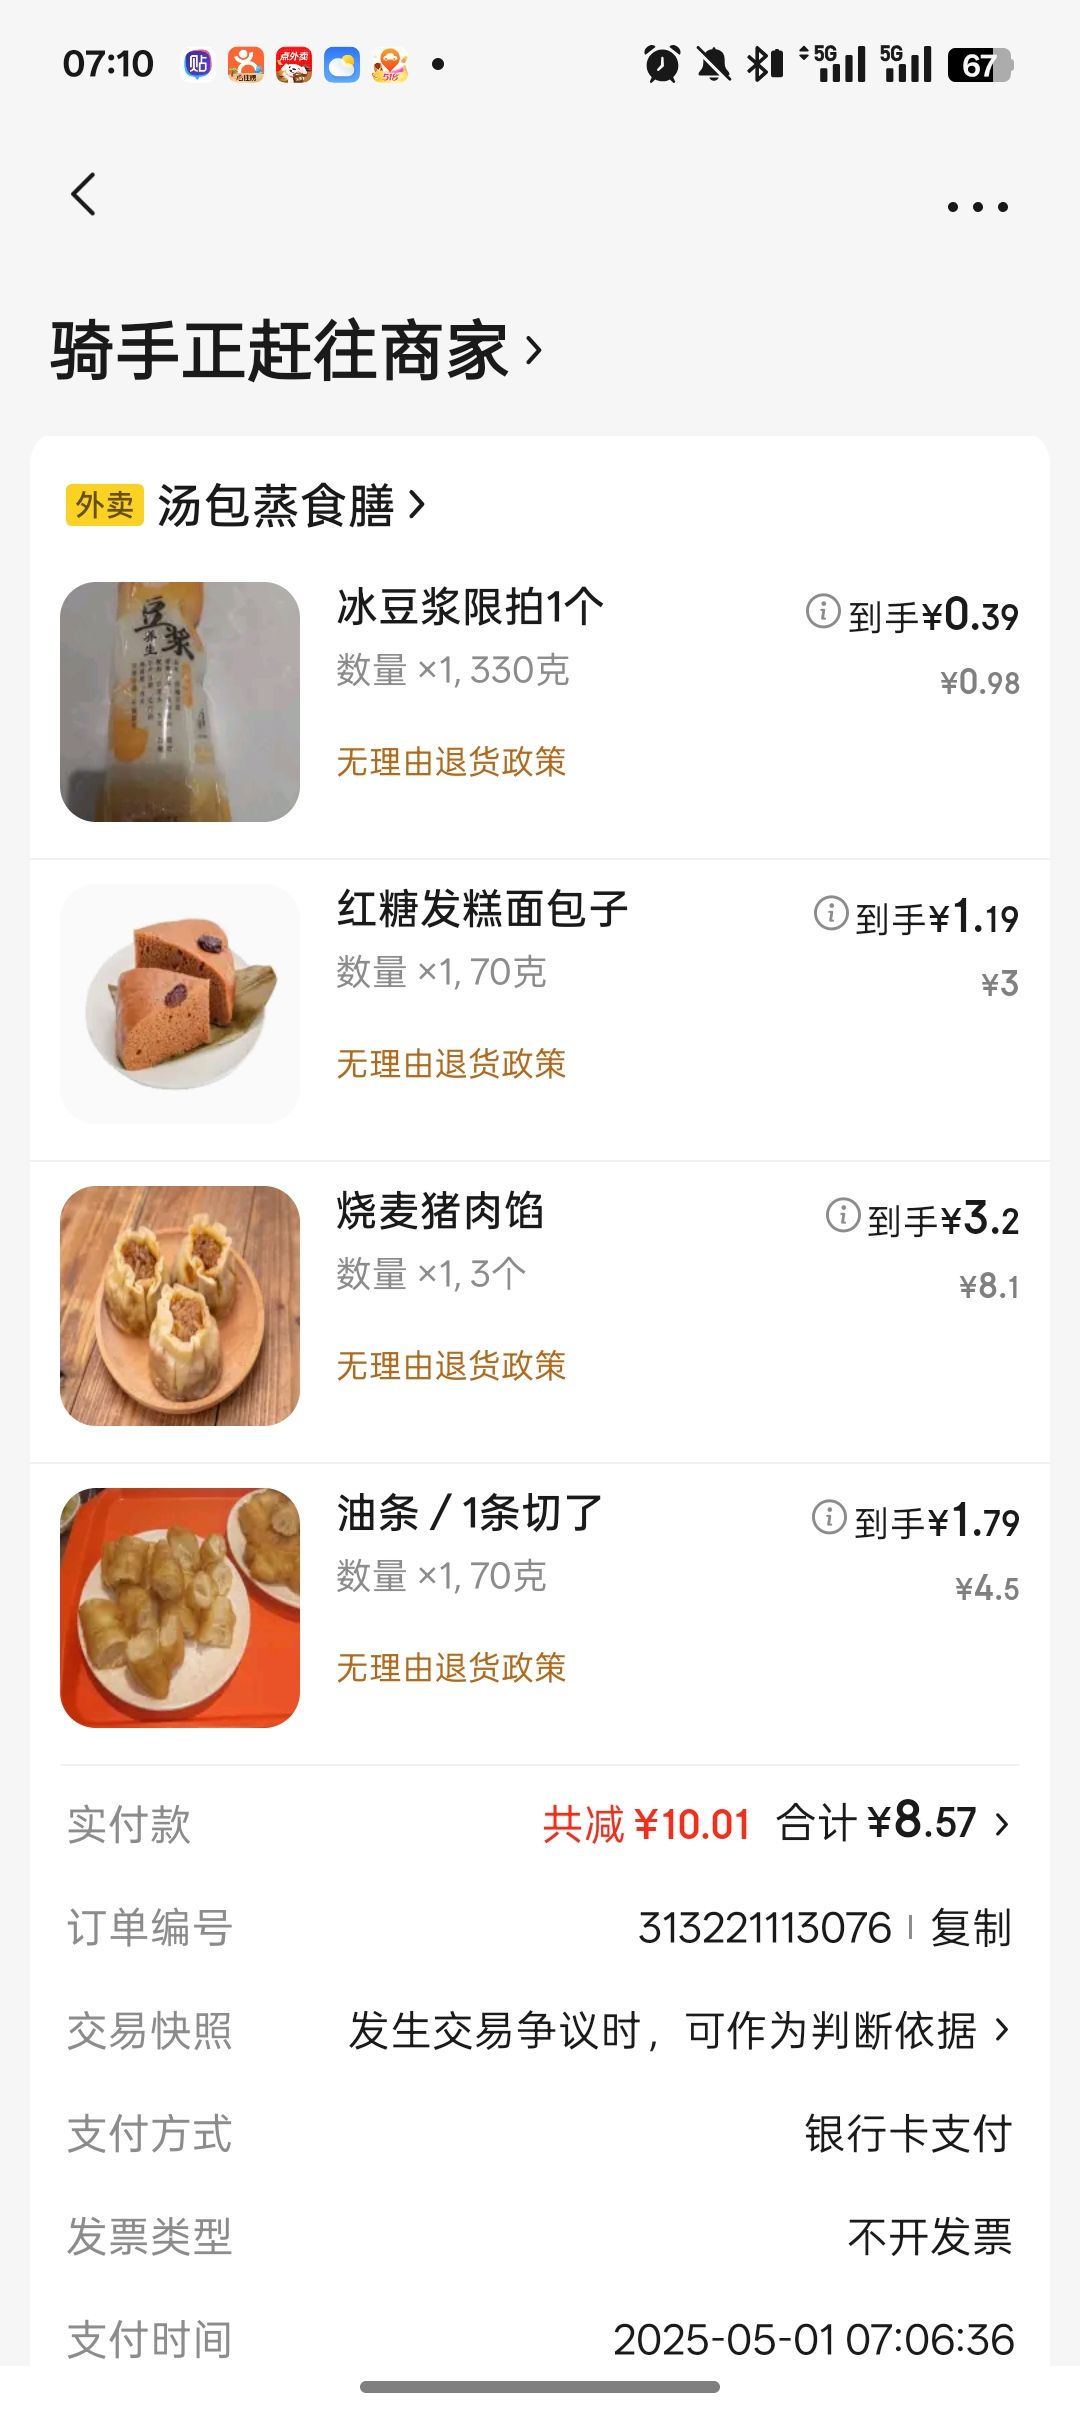 07:10
贴
点外卖
518
5G
5G
67
骑手正赶往商家
外卖 汤包蒸食膳
豆浆
养生
冰豆浆限拍1个
到手¥0.39
数量 ×1, 330克
¥0.98
无理由退货政策
红糖发糕面包子
到手¥1.19
数量 ×1, 70克
¥3
无理由退货政策
烧麦猪肉馅
到手¥3.2
数量 ×1, 3个
¥8.1
无理由退货政策
油条 / 1条切了
到手¥1.79
数量 ×1, 70克
¥4.5
无理由退货政策
实付款 共减 ¥10.01 合计 ¥8.57
订单编号 313221113076 | 复制
交易快照 发生交易争议时，可作为判断依据
支付方式 银行卡支付
发票类型 不开发票
支付时间 2025-05-01 07:06:36